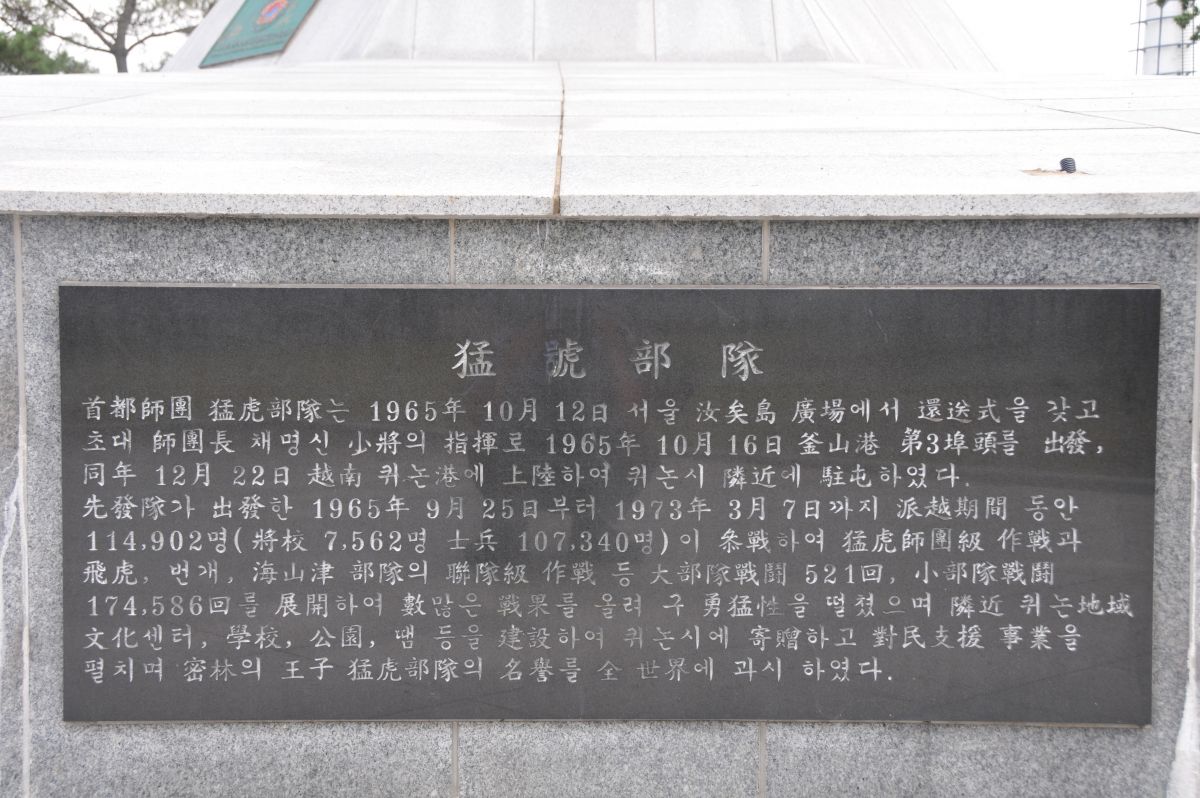 猛號部隊
首都師團 猛虎部隊는 1965年 10月 12日 서울 汝矣島 廣場에서 還送式을 갖고
초대 師團長 채명신 少將의 指揮로 1965年 10月 16日 釜山港 第3埠頭를 出發,
同年 12月 22日 越南 퀴논港에 上陸하여 퀴논시 隣近에 駐屯하였다.
先發隊가 出發한 1965年 9月 25日부터 1973年 3月 7日까지 派越期間 동안
114,902명(將校 7,562명 士兵 107,340명)이 참戰하여 猛虎師團級 作戰과
飛虎, 번개, 海山津 部隊의 聯隊級 作戰 등 大部隊戰鬪 521回, 小部隊戰鬪
174,586回를 展開하여 數많은 戰果를 올려 구 勇猛性을 떨쳤으며 隣近 퀴논地域
文化센터, 學校, 公園, 땜 등을 建設하여 퀴논시에 寄贈하고 對民支援 事業을
펼치며 密林의 王子 猛虎部隊의 名譽를 全 世界에 과시 하였다.